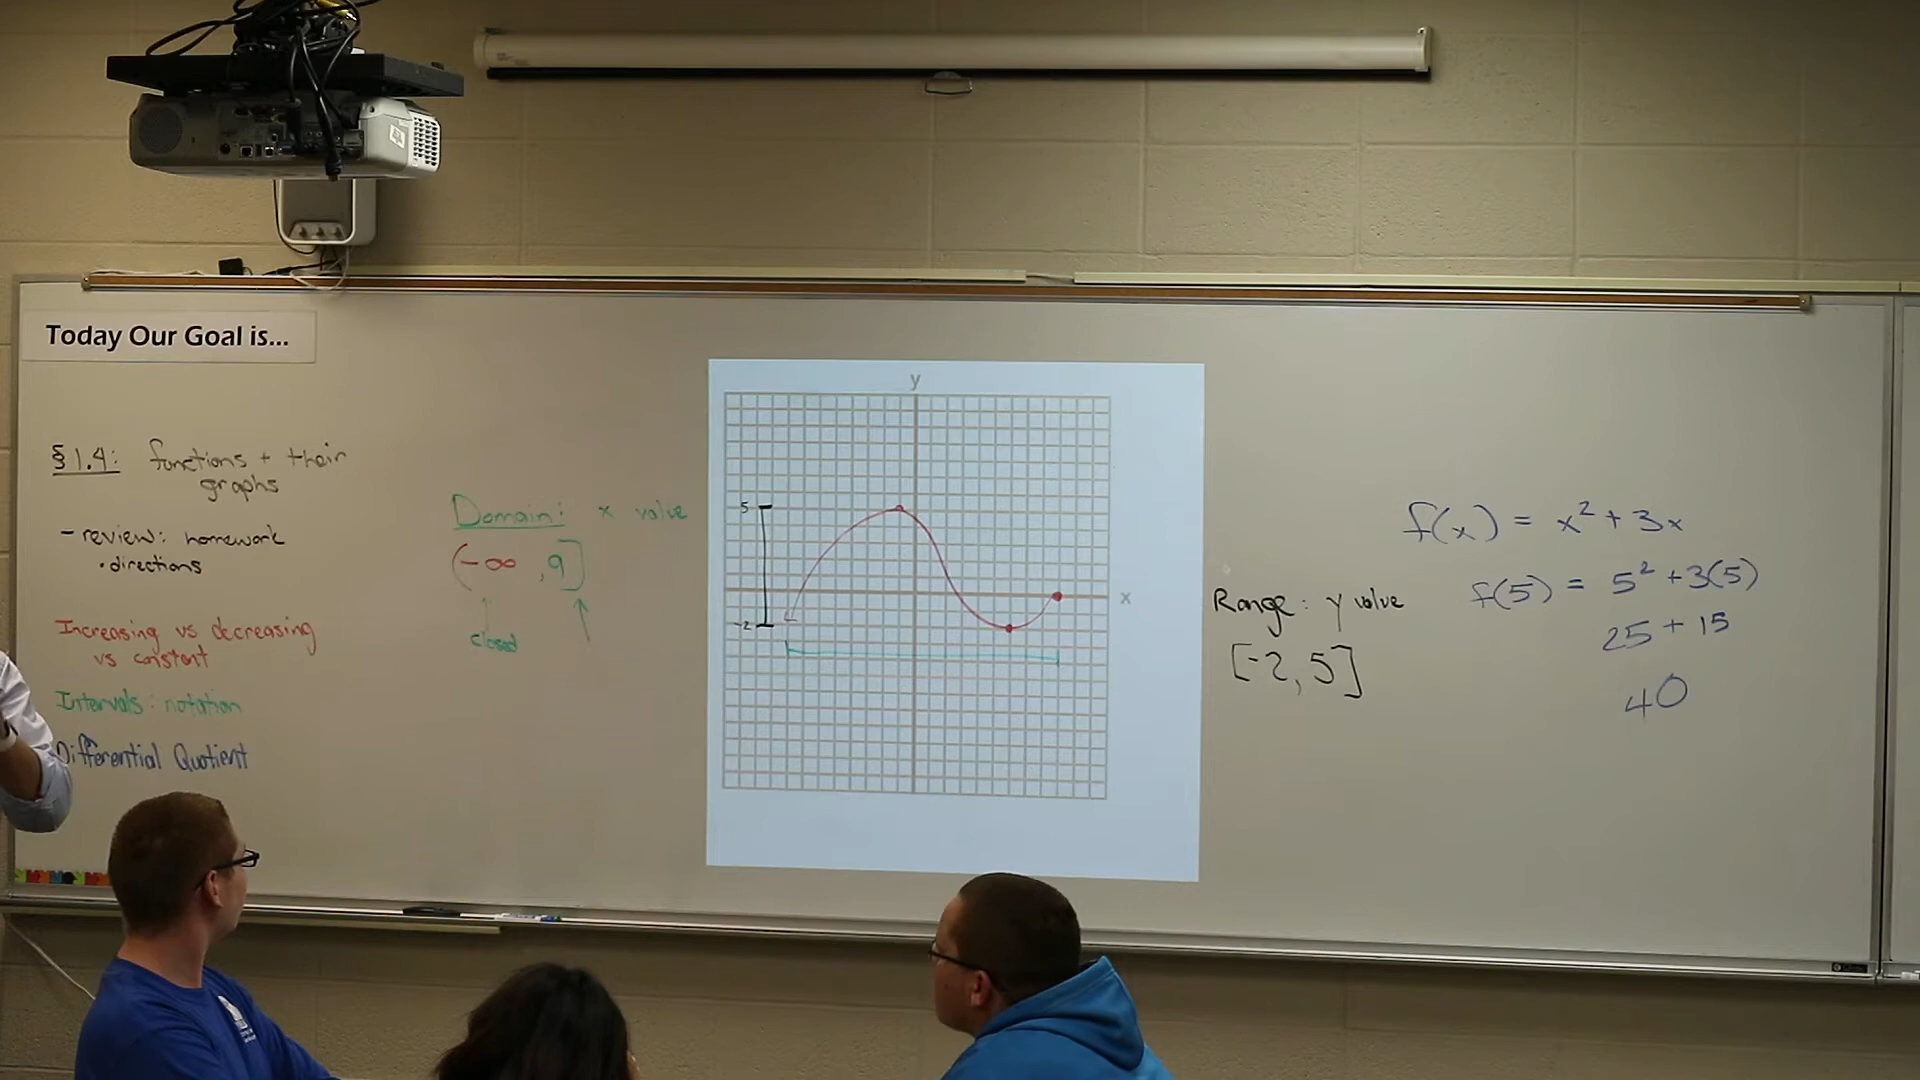 Today Our Goal is...
§1.4: functions + their
graphs
- review: homework
• directions
Increasing vs decreasing
vs constant
Intervals: notation
Differential Quotient
Domain: x value
(-∞, 9]
closed
y
5
-2
x
Range: y value
[-2, 5]
f(x) = x² + 3x
f(5) = 5² + 3(5)
25 + 15
40